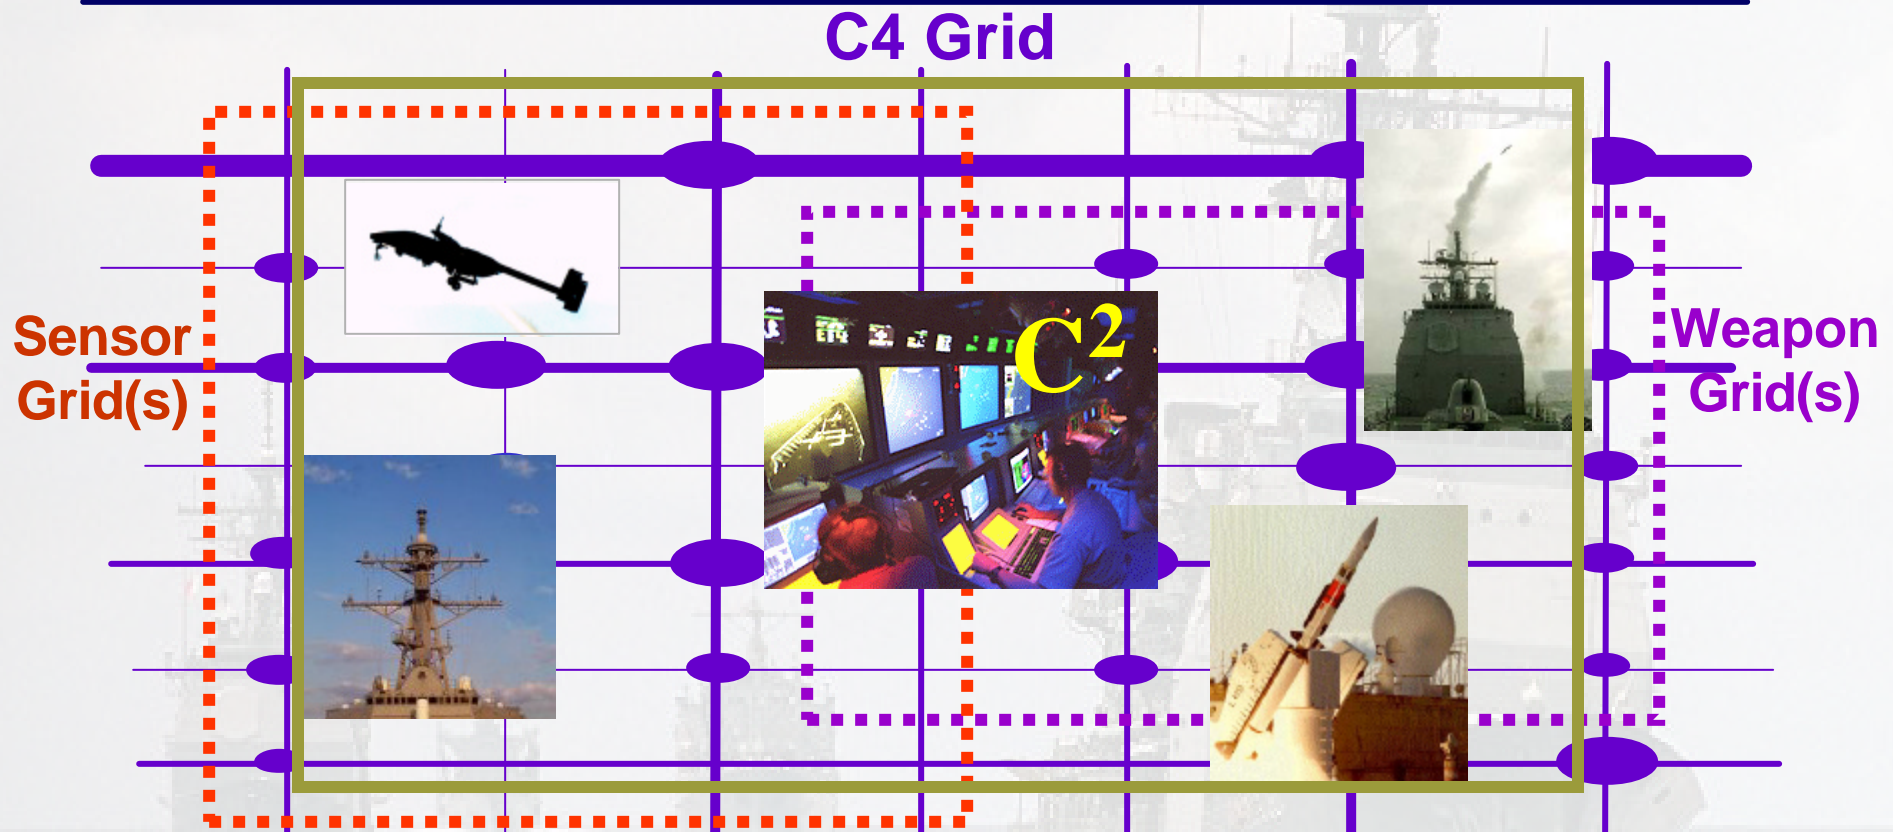 C4 Grid
Sensor
Grid(s)
C²
Weapon
Grid(s)